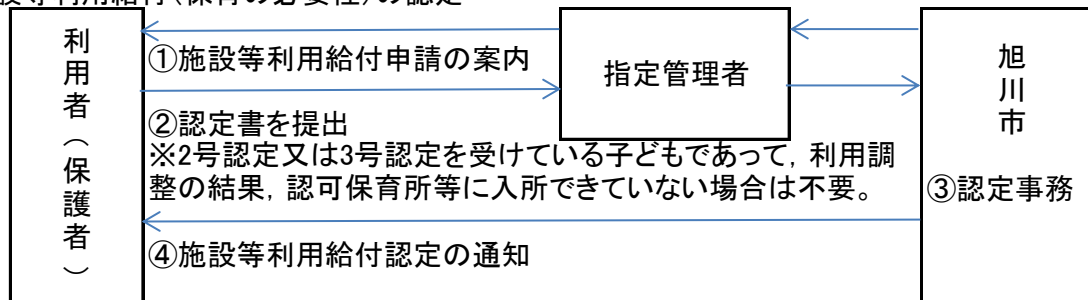 設等利用給付（保育の必要性）の認定
利用者（保護者）
①施設等利用給付申請の案内
指定管理者
旭川市
②認定書を提出
※2号認定又は3号認定を受けている子どもであって，利用調
整の結果，認可保育所等に入所できていない場合は不要。
③認定事務
④施設等利用給付認定の通知